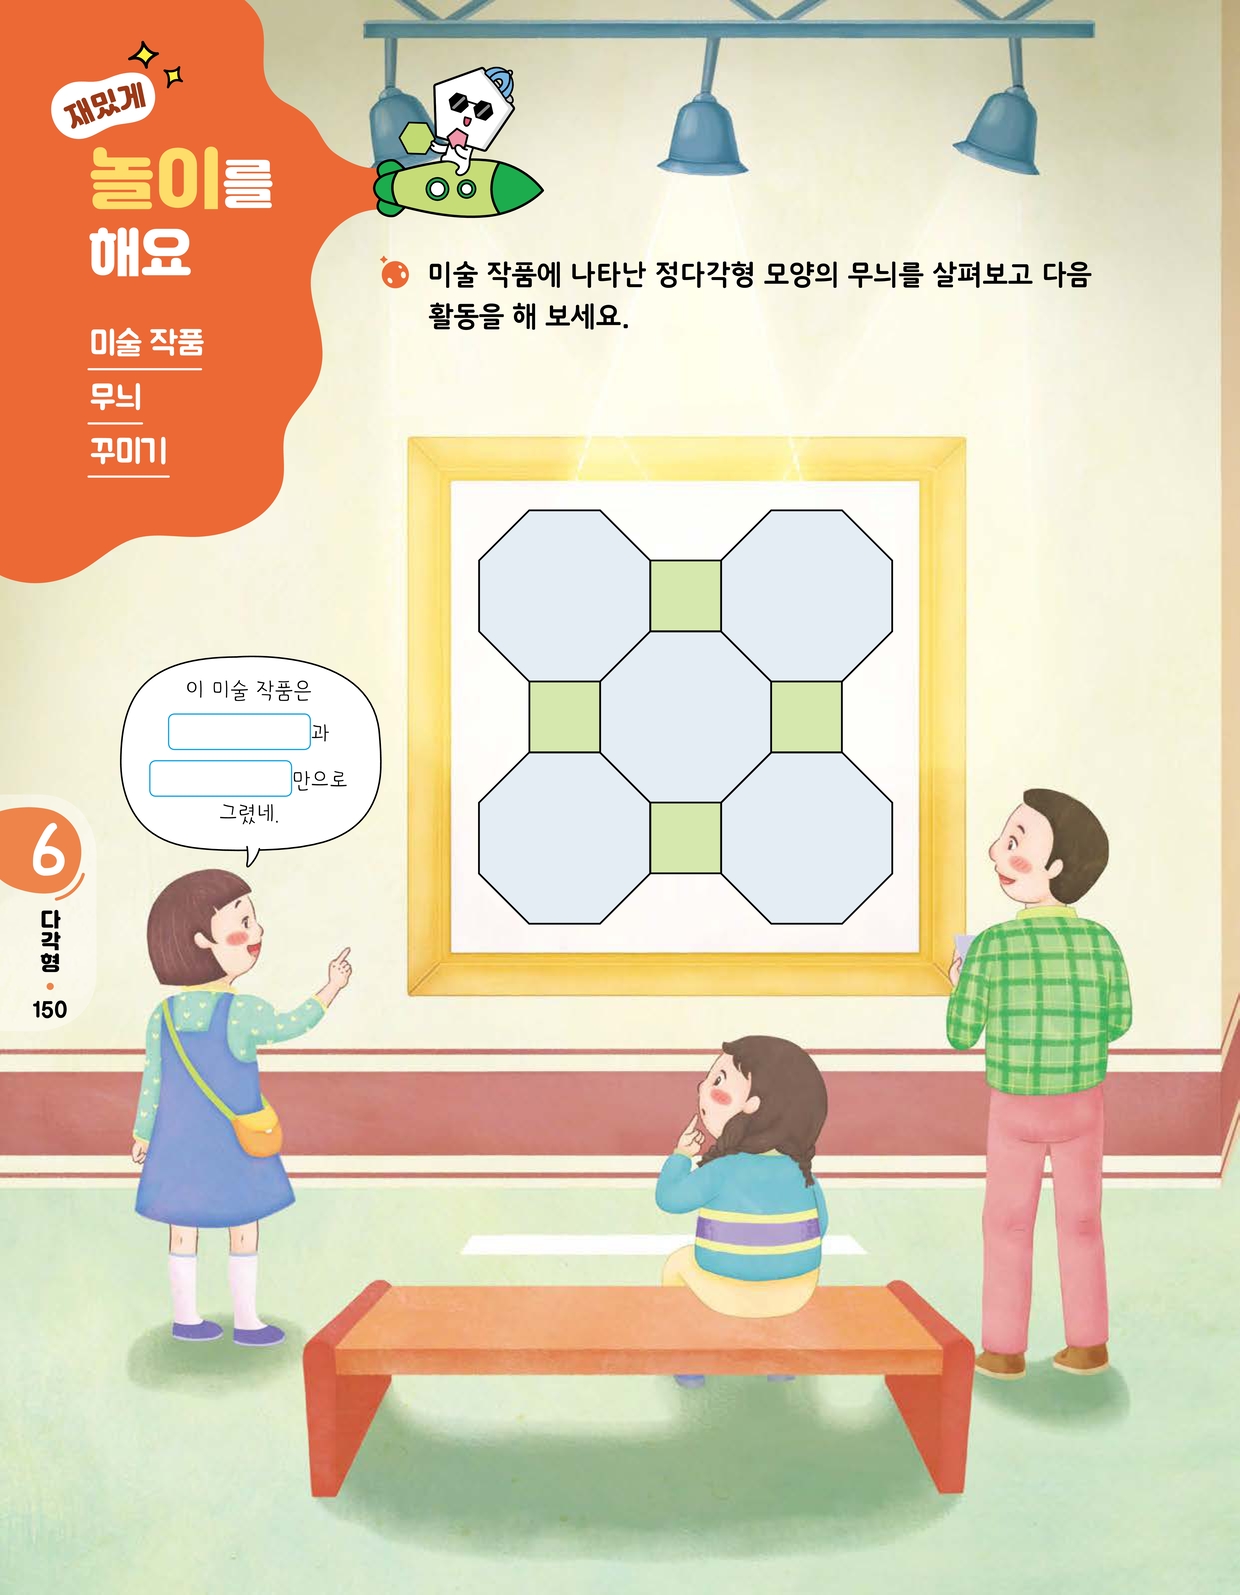 재밌게
놀이를
해요
미술 작품
무늬
꾸미기
미술 작품에 나타난 정다각형 모양의 무늬를 살펴보고 다음
활동을 해 보세요.
이 미술 작품은
과
만으로
그렸네.
6
다각형
150